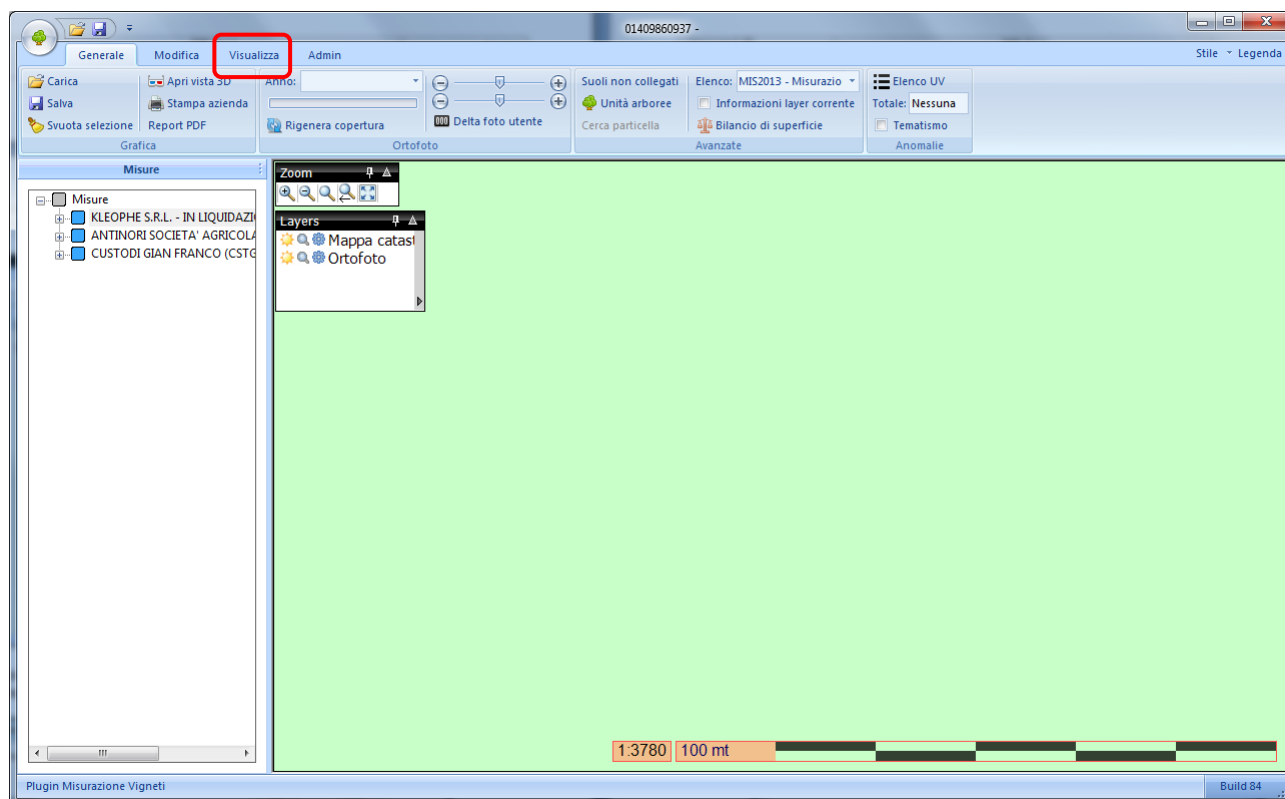 01409860937 -
Generale Modifica Visualizza Admin Stile Legenda
Carica Apri vista 3D Anno: Suoli non collegati Elenco: MIS2013 - Misurazio Elenco UV
Salva Stampa azienda Unità arboree Informazioni layer corrente Totale: Nessuna
Svuota selezione Report PDF Rigenera copertura Delta foto utente Cerca particella Bilancio di superficie Tematismo
Grafica Ortofoto Avanzate Anomalie
Misure
Zoom
Misure
KLEOPHE S.R.L. - IN LIQUIDAZI
Layers
ANTINORI SOCIETA' AGRICOLA
Mappa catast
CUSTODI GIAN FRANCO (CSTG
Ortofoto
1:3780 100 mt
Plugin Misurazione Vigneti Build 84